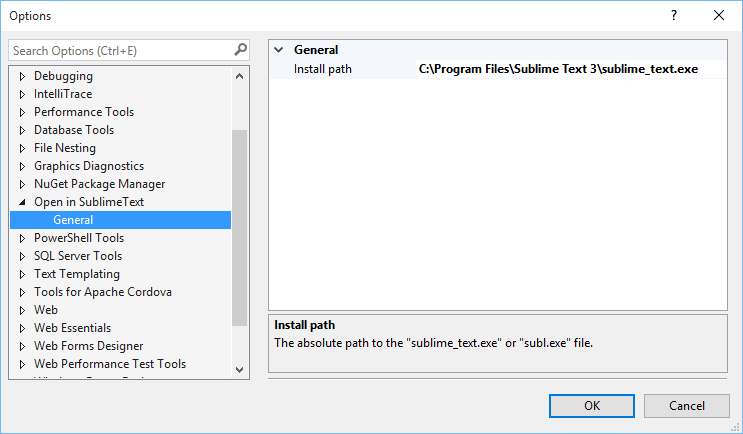 Options
?
Search Options (Ctrl+E)
Debugging
IntelliTrace
Performance Tools
Database Tools
File Nesting
Graphics Diagnostics
NuGet Package Manager
Open in SublimeText
General
PowerShell Tools
SQL Server Tools
Text Templating
Tools for Apache Cordova
Web
Web Essentials
Web Forms Designer
Web Performance Test Tools
General
Install path C:\Program Files\Sublime Text 3\sublime_text.exe
Install path
The absolute path to the "sublime_text.exe" or "subl.exe" file.
OK Cancel